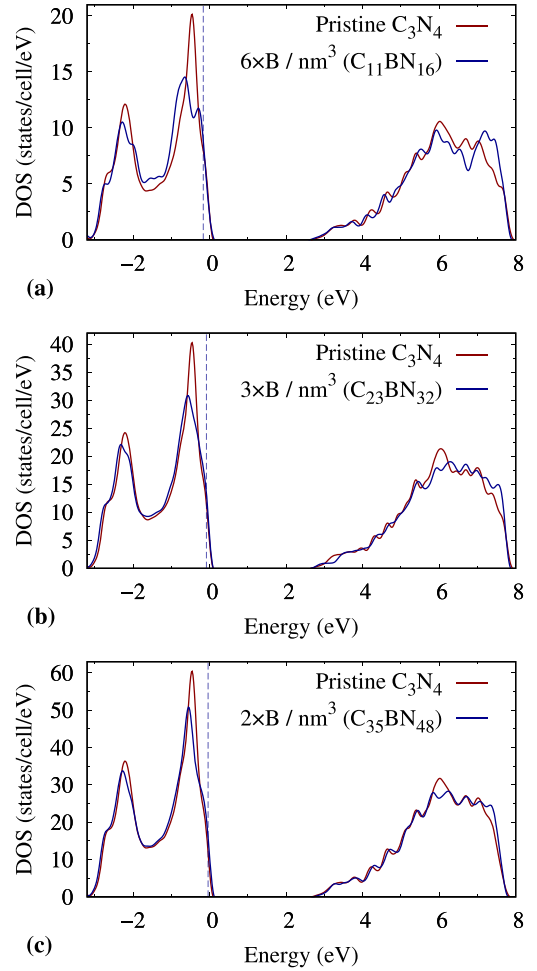 Pristine C₃N₄
6×B / nm³ (C₁₁BN₁₆)
DOS (states/cell/eV)
20
15
10
5
0
−2 0 2 4 6 8
Energy (eV)
(a)
Pristine C₃N₄
3×B / nm³ (C₂₃BN₃₂)
DOS (states/cell/eV)
40
35
30
25
20
15
10
5
0
−2 0 2 4 6 8
Energy (eV)
(b)
Pristine C₃N₄
2×B / nm³ (C₃₅BN₄₈)
DOS (states/cell/eV)
60
50
40
30
20
10
0
−2 0 2 4 6 8
Energy (eV)
(c)